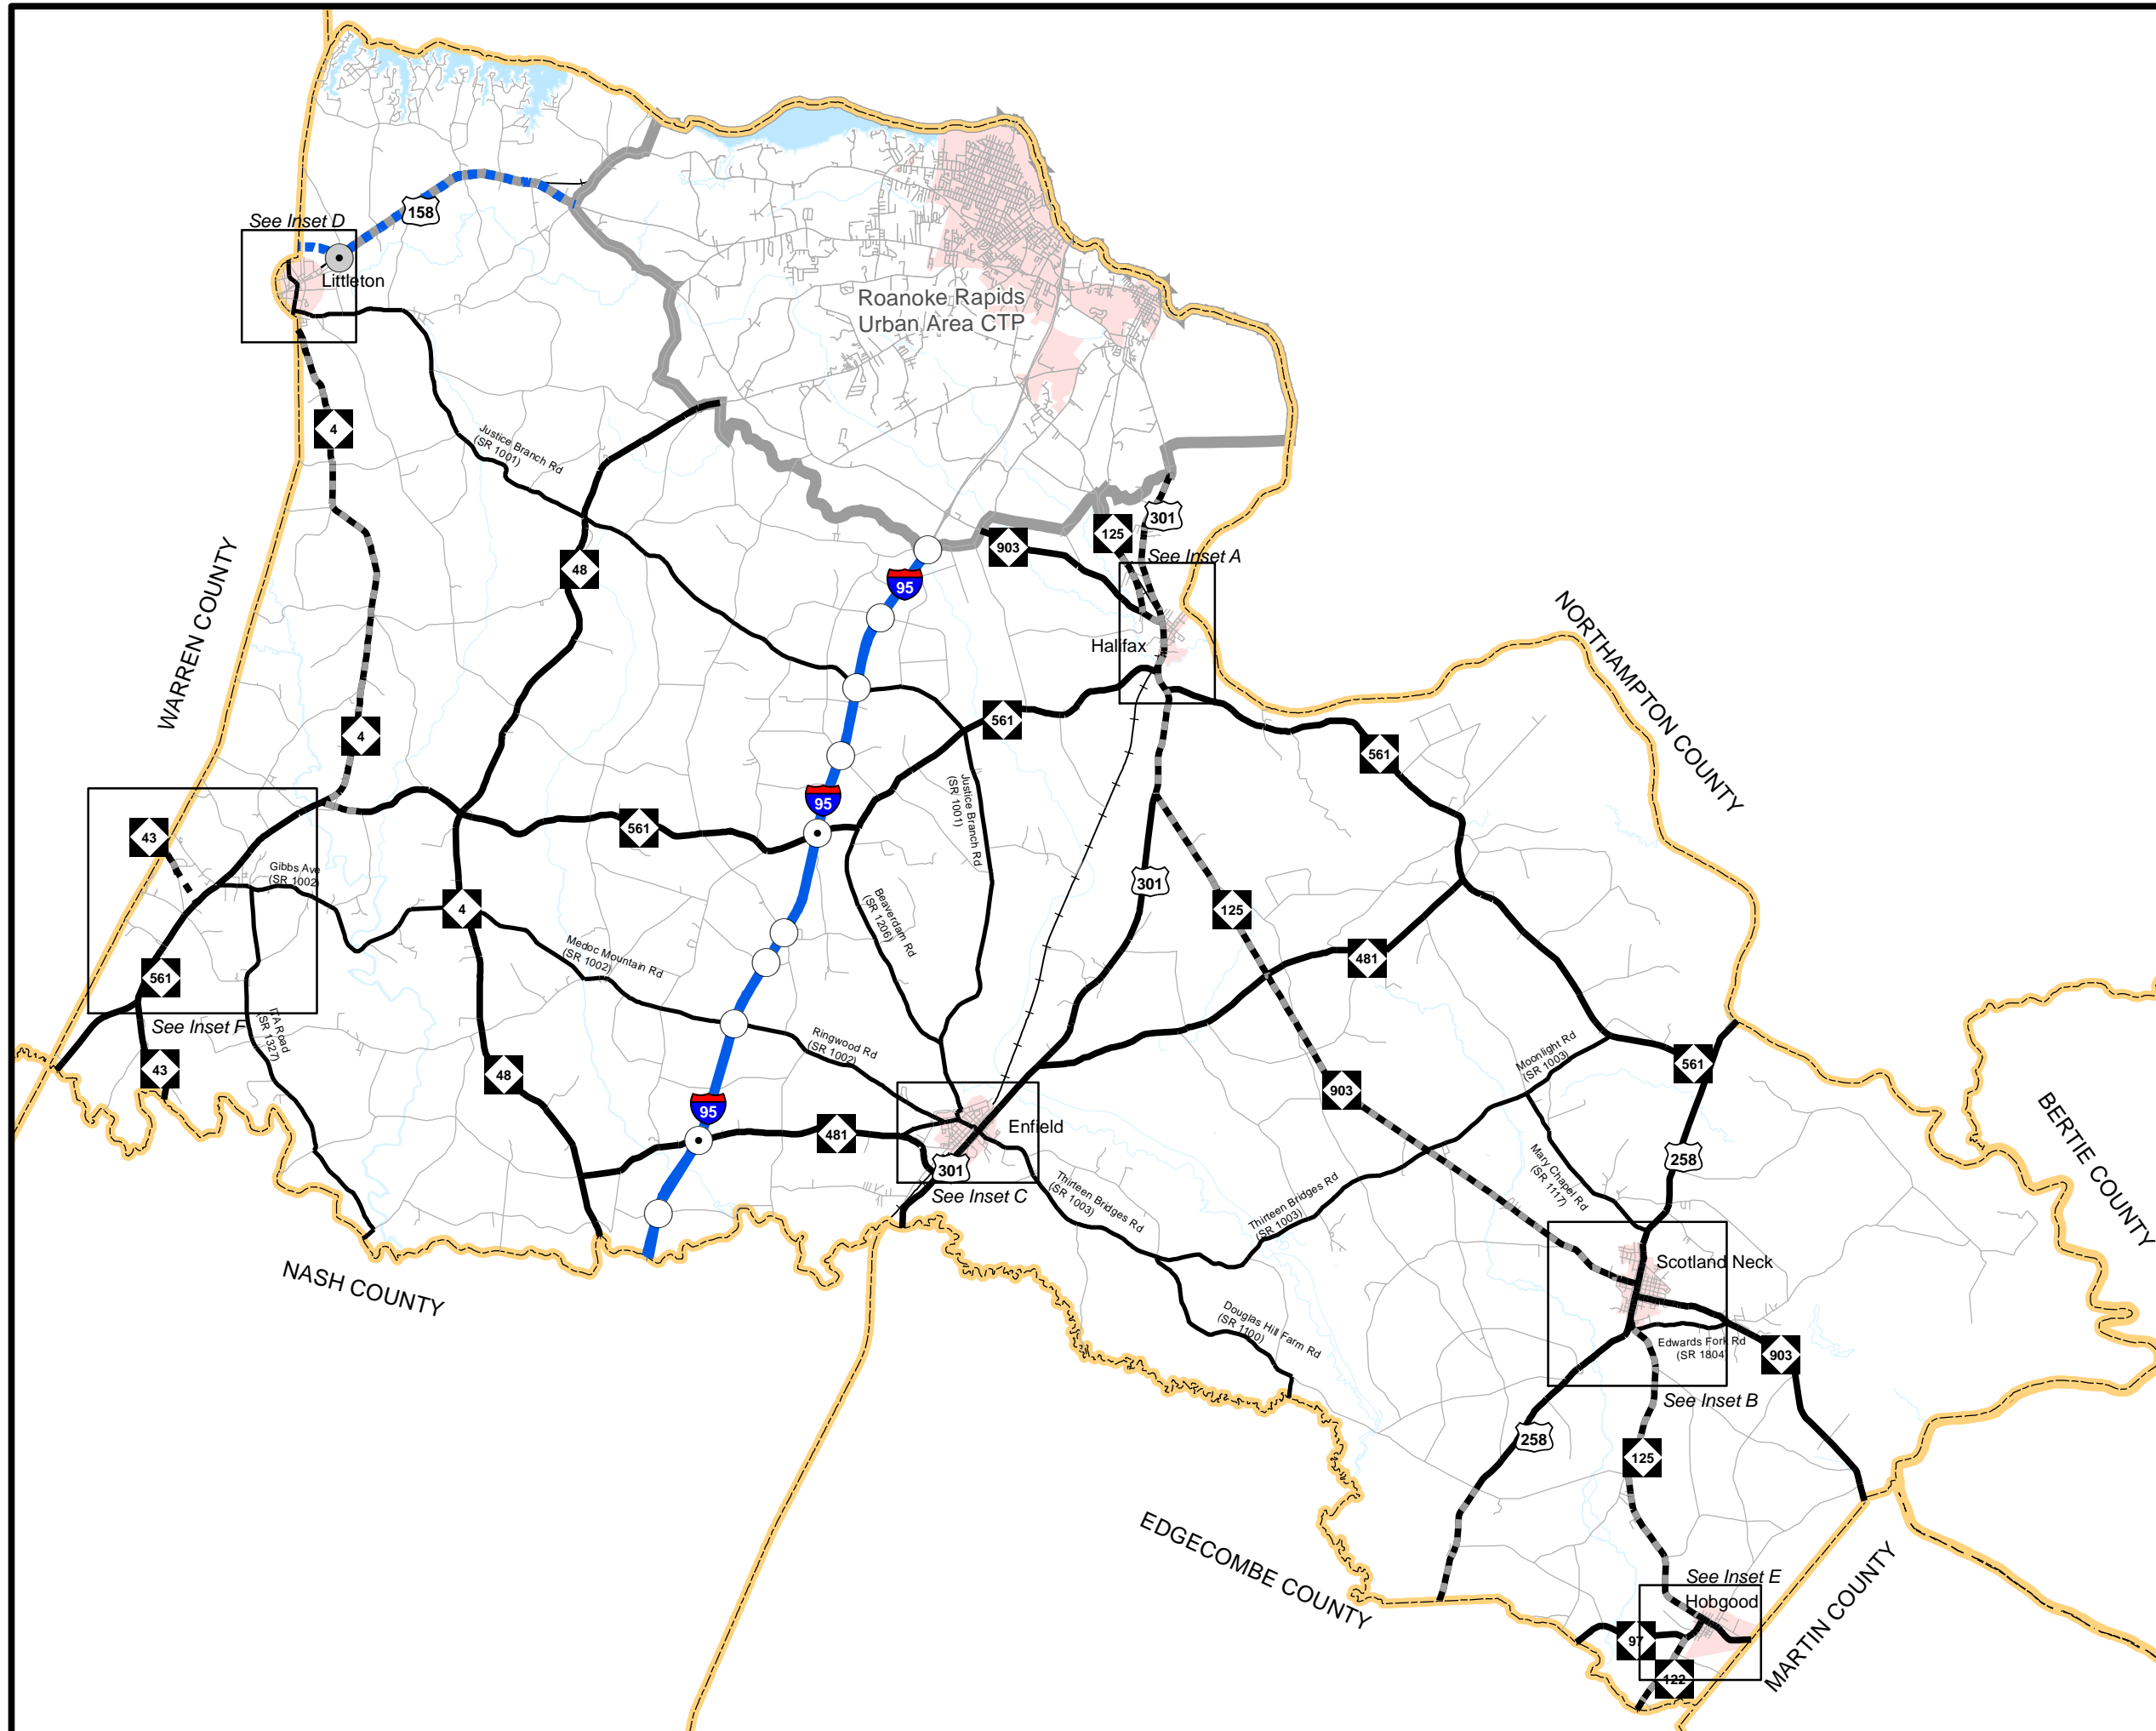 158
See Inset D
Littleton
Roanoke Rapids
Urban Area CTP
4
Justice Branch Rd
(SR 1001)
301
125
903
See Inset A
48
95
WARREN COUNTY
NORTHAMPTON COUNTY
Halifax
561
4
561
Justice Branch Rd
(SR 1001)
95
43
561
Gibbs Ave
(SR 1002)
301
Beaverdam Rd
(SR 1206)
4
125
Medoc Mountain Rd
(SR 1002)
481
561
See Inset F
ITA Road
(SR 1327)
Ringwood Rd
(SR 1002)
Moonlight Rd
(SR 1003)
561
43
48
903
95
BERTIE COUNTY
481
Enfield
301
See Inset C
258
Mary Chapel Rd
(SR 1117)
Thirteen Bridges Rd
(SR 1003)
Thirteen Bridges Rd
(SR 1003)
NASH COUNTY
Scotland Neck
Douglas Hill Farm Rd
(SR 1100)
Edwards Fork Rd
(SR 1804)
903
See Inset B
258
125
EDGECOMBE COUNTY
See Inset E
Hobgood
MARTIN COUNTY
97
122